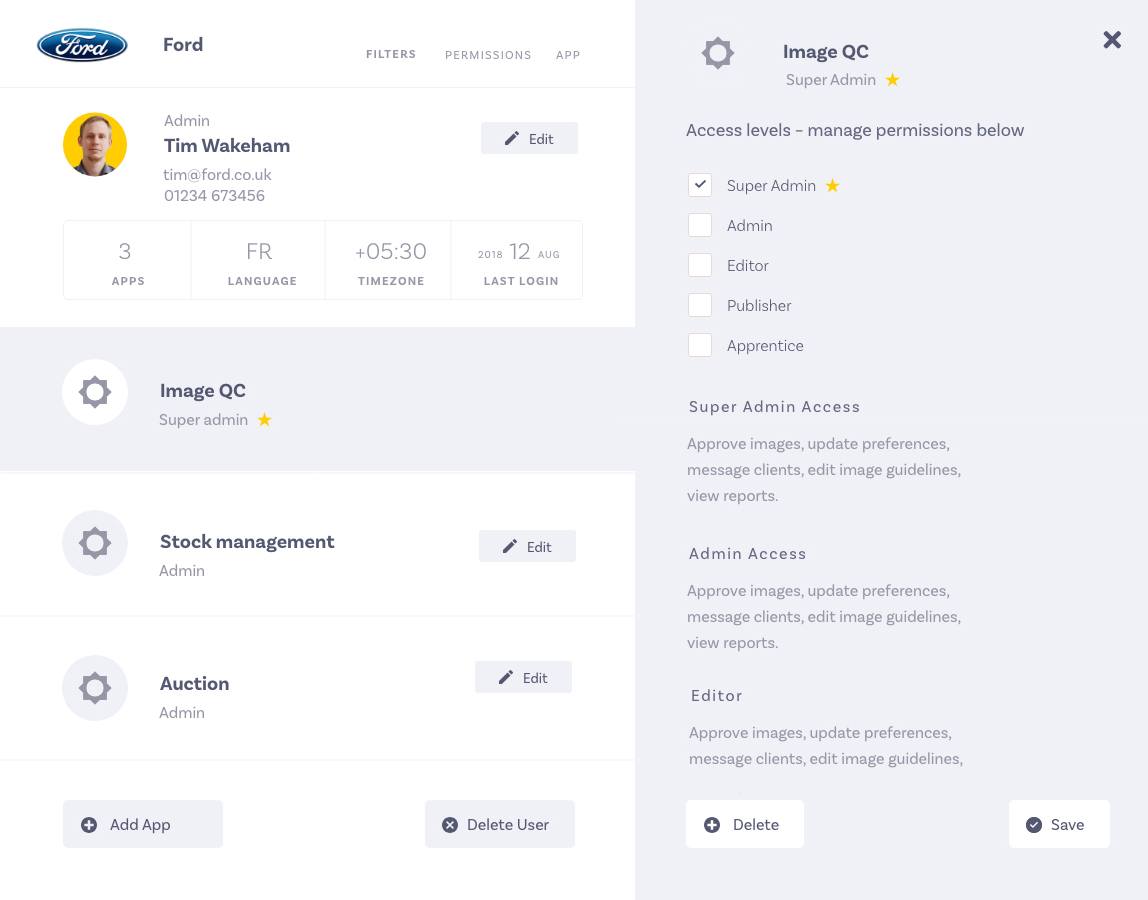 Ford
Ford
FILTERS
PERMISSIONS
APP
Admin
Tim Wakeham
tim@ford.co.uk
01234 673456
Edit
3
APPS
FR
LANGUAGE
+05:30
TIMEZONE
2018 12 AUG
LAST LOGIN
Image QC
Super admin
Stock management
Admin
Edit
Auction
Admin
Edit
Add App
Delete User
Image QC
Super Admin
Access levels – manage permissions below
Super Admin
Admin
Editor
Publisher
Apprentice
Super Admin Access
Approve images, update preferences,
message clients, edit image guidelines,
view reports.
Admin Access
Approve images, update preferences,
message clients, edit image guidelines,
view reports.
Editor
Approve images, update preferences,
message clients, edit image guidelines,
Delete
Save